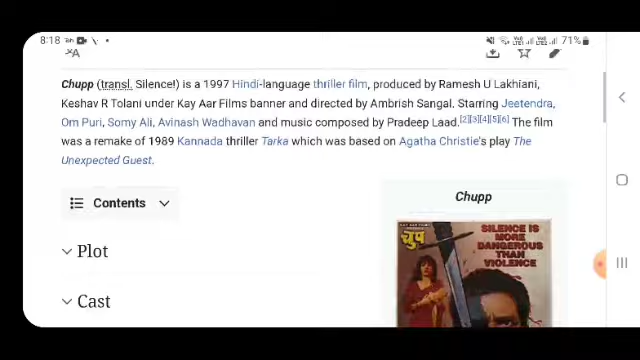 8:18
71%
Chupp (transl. Silence!) is a 1997 Hindi-language thriller film, produced by Ramesh U Lakhiani,
Keshav R Tolani under Kay Aar Films banner and directed by Ambrish Sangal. Starring Jeetendra,
Om Puri, Somy Ali, Avinash Wadhavan and music composed by Pradeep Laad.[2][3][4][5][6] The film
was a remake of 1989 Kannada thriller Tarka which was based on Agatha Christie's play The
Unexpected Guest.
Contents
Chupp
चुप
SILENCE IS
MORE
DANGEROUS
THAN
VIOLENCE
Plot
Cast